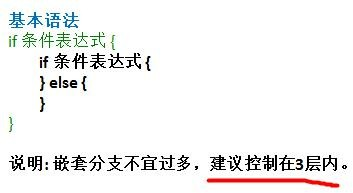 基本语法
if 条件表达式 {
if 条件表达式 {
} else {
}
}
说明: 嵌套分支不宜过多，建议控制在3层内。